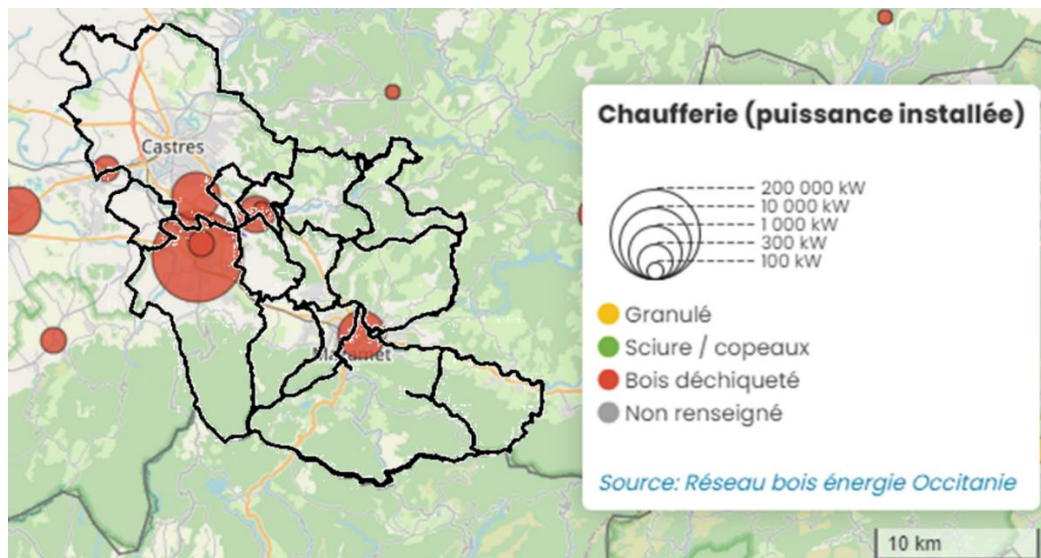 Castres
Mazamet
Chaufferie (puissance installée)
200 000 kW
10 000 kW
1 000 kW
300 kW
100 kW
Granulé
Sciure / copeaux
Bois déchiqueté
Non renseigné
Source: Réseau bois énergie Occitanie
10 km